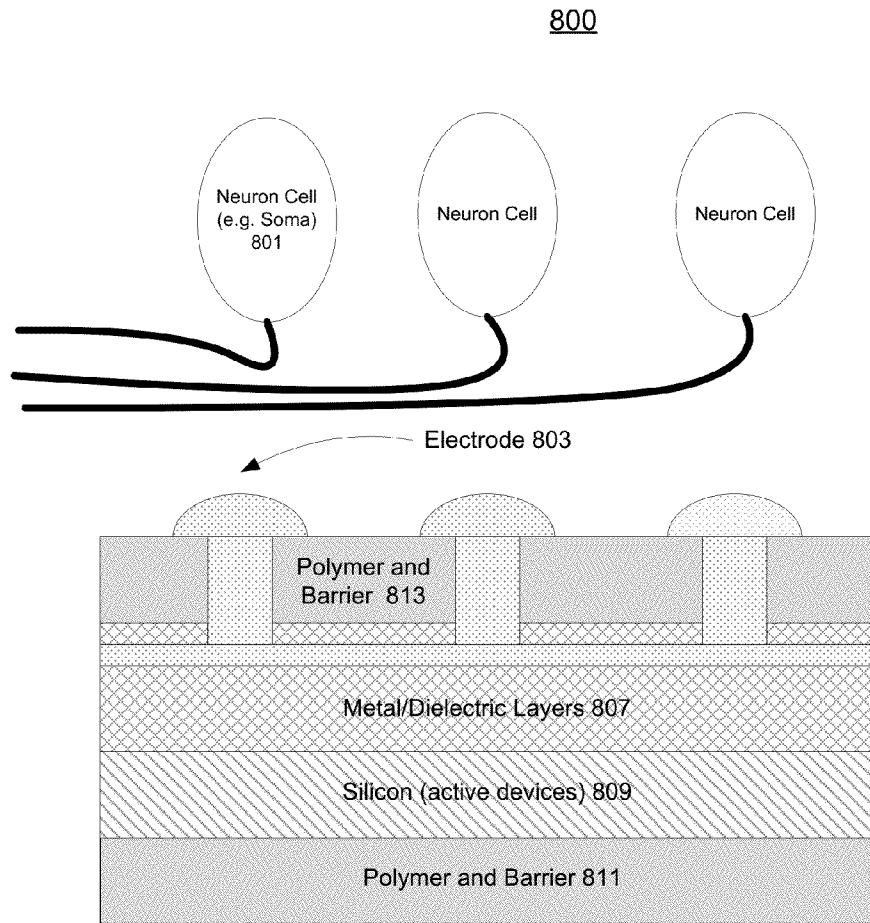 800
Neuron Cell
(e.g. Soma)
801
Neuron Cell
Neuron Cell
Electrode 803
Polymer and
Barrier 813
Metal/Dielectric Layers 807
Silicon (active devices) 809
Polymer and Barrier 811